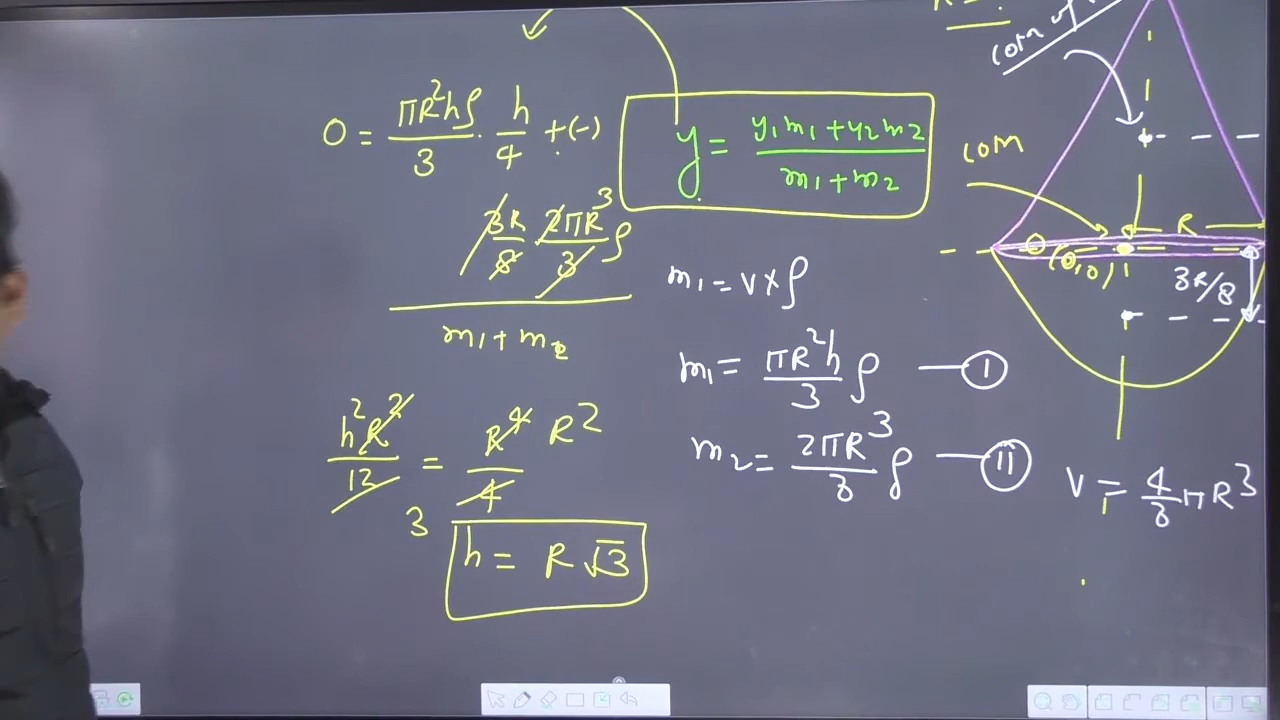 0 = πR²hρ/3 · h/4 + (-)
3R/8 · 2πR³/3 ρ
m₁ + m₂
y = y₁m₁ + y₂m₂ / m₁ + m₂
h²R²/12 = R⁴/4 R²
3
h = R√3
m₁ = v × ρ
m₁ = πR²h/3 ρ — I
m₂ = 2πR³/3 ρ — II
com of
com
R
(0,0)
3R/8
V = 4/3 πR³